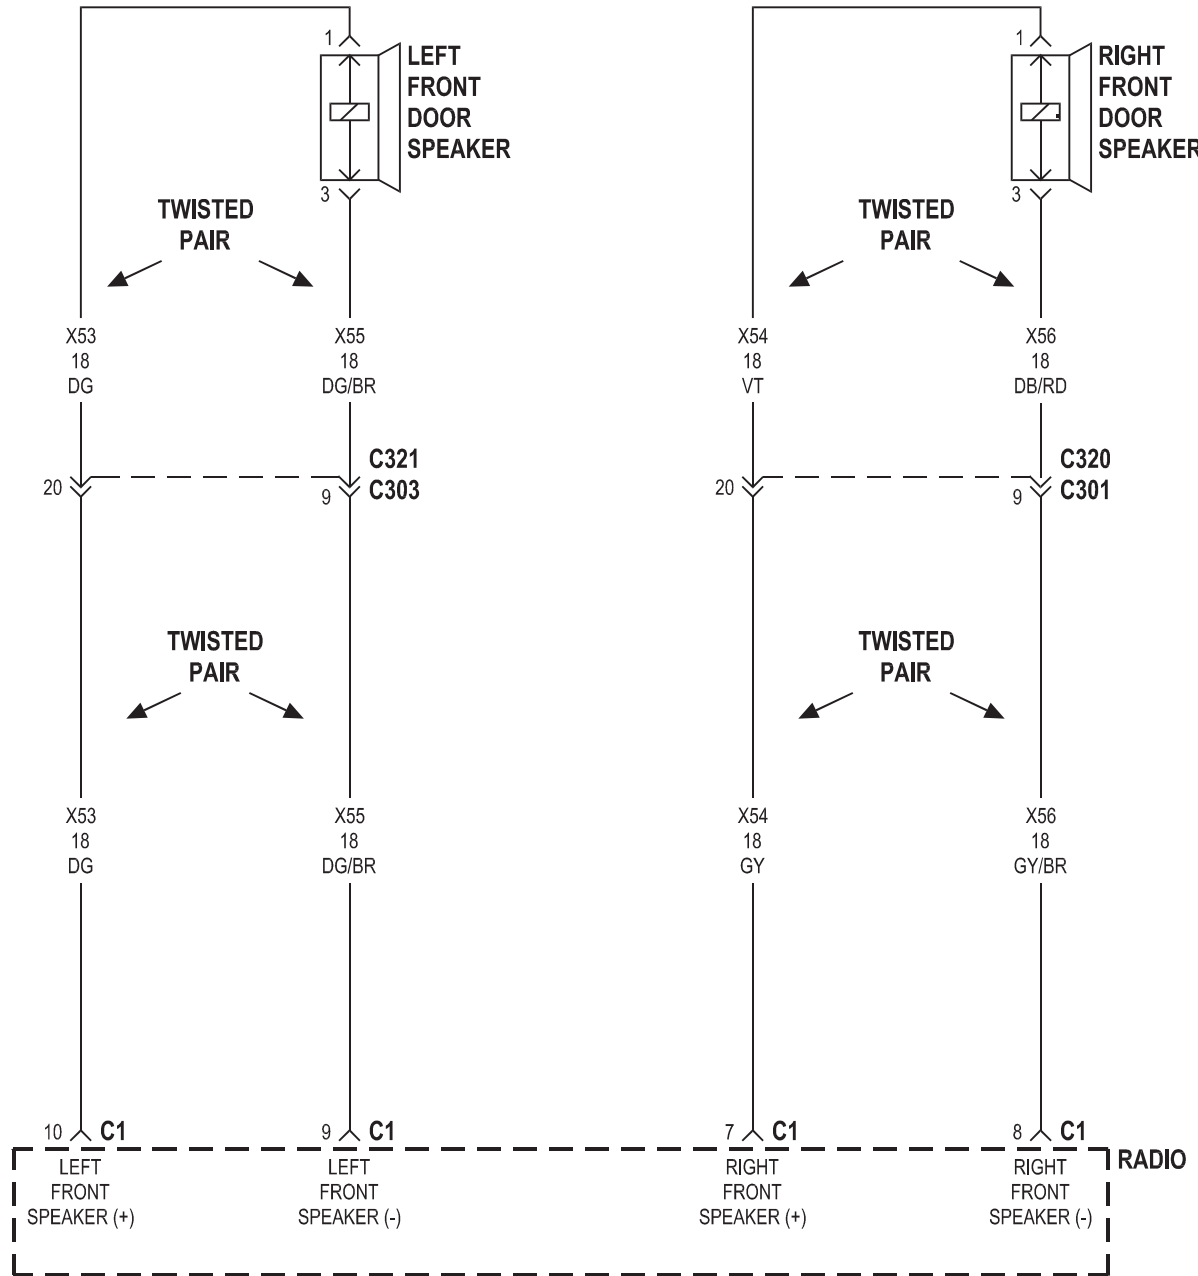 1
LEFT
FRONT
DOOR
SPEAKER
3
1
RIGHT
FRONT
DOOR
SPEAKER
3
TWISTED
PAIR
TWISTED
PAIR
X53
18
DG
X55
18
DG/BR
X54
18
VT
X56
18
DB/RD
20
9
C321
C303
20
9
C320
C301
TWISTED
PAIR
TWISTED
PAIR
X53
18
DG
X55
18
DG/BR
X54
18
GY
X56
18
GY/BR
10
C1
9
C1
7
C1
8
C1
RADIO
LEFT
FRONT
SPEAKER (+)
LEFT
FRONT
SPEAKER (-)
RIGHT
FRONT
SPEAKER (+)
RIGHT
FRONT
SPEAKER (-)